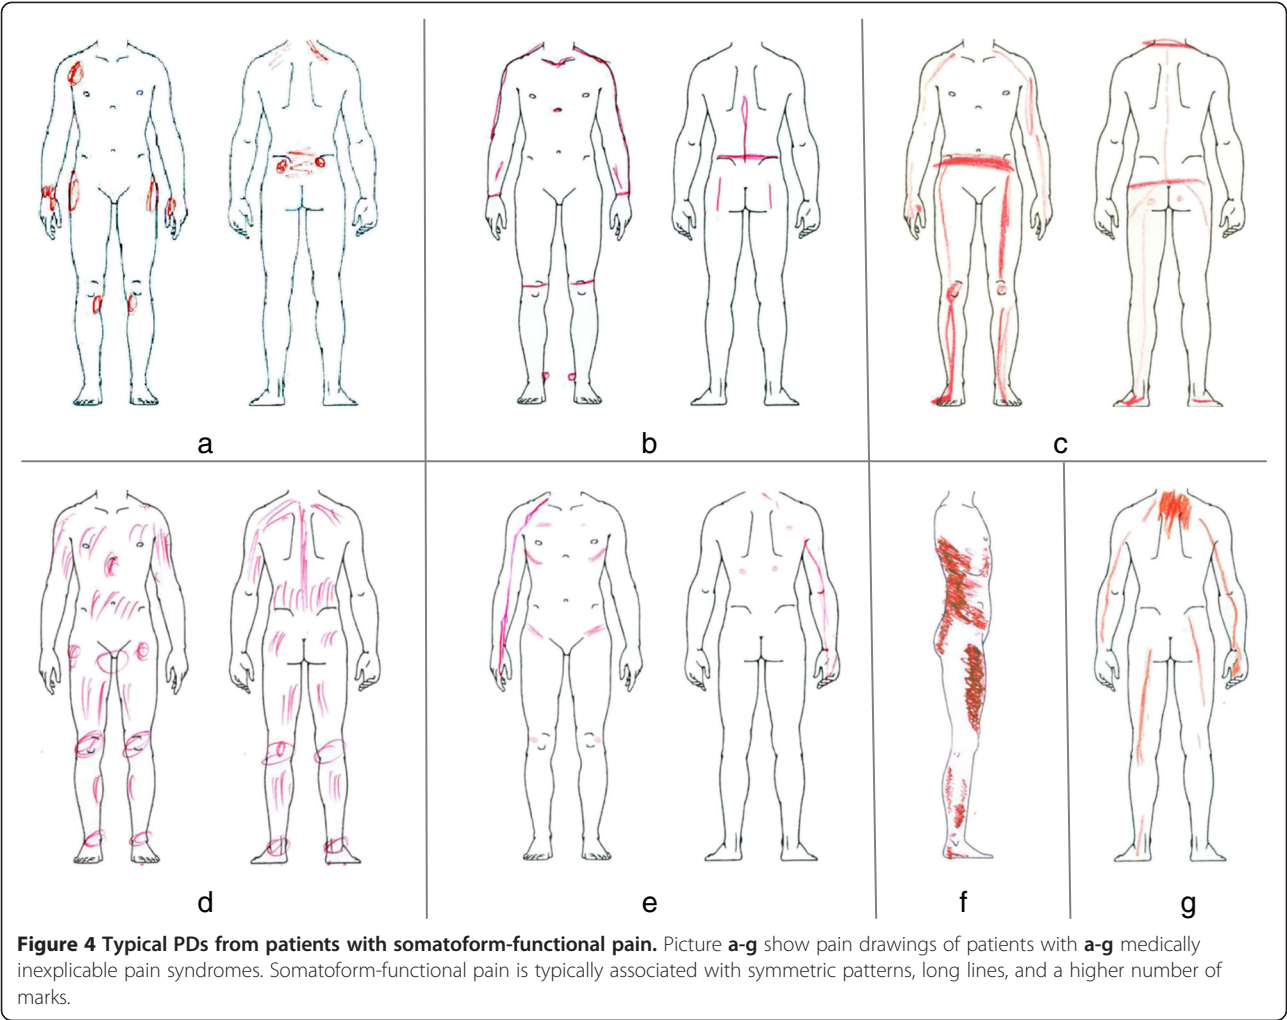 a
b
c
d
e
f
g
Figure 4 Typical PDs from patients with somatoform-functional pain. Picture a-g show pain drawings of patients with a-g medically
inexplicable pain syndromes. Somatoform-functional pain is typically associated with symmetric patterns, long lines, and a higher number of
marks.